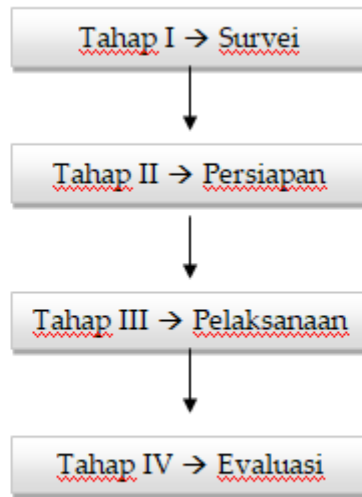 Tahap I → Survei
Tahap II → Persiapan
Tahap III → Pelaksanaan
Tahap IV → Evaluasi